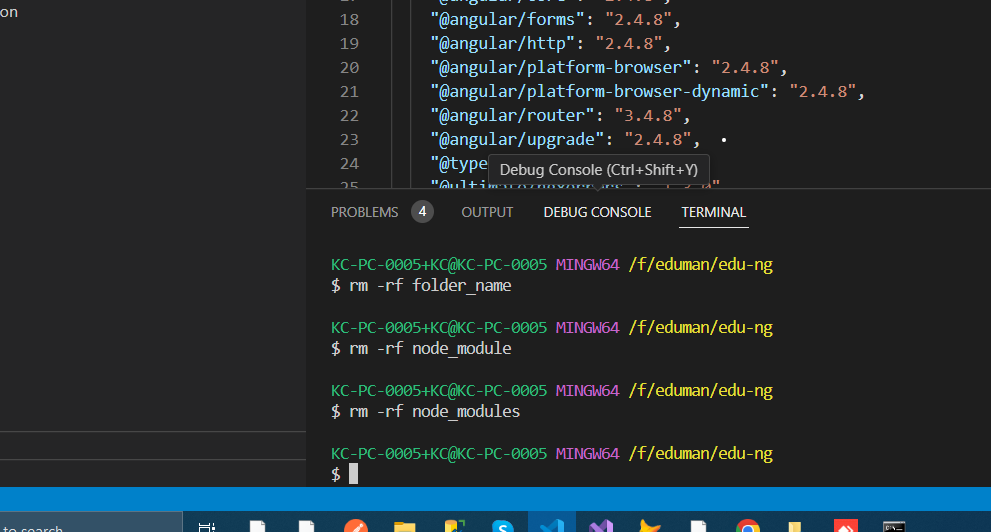 on
18 "@angular/forms": "2.4.8",
19 "@angular/http": "2.4.8",
20 "@angular/platform-browser": "2.4.8",
21 "@angular/platform-browser-dynamic": "2.4.8",
22 "@angular/router": "3.4.8",
23 "@angular/upgrade": "2.4.8",
24 "@type
Debug Console (Ctrl+Shift+Y)
25
PROBLEMS 4 OUTPUT DEBUG CONSOLE TERMINAL
KC-PC-0005+KC@KC-PC-0005 MINGW64 /f/eduman/edu-ng
$ rm -rf folder_name
KC-PC-0005+KC@KC-PC-0005 MINGW64 /f/eduman/edu-ng
$ rm -rf node_module
KC-PC-0005+KC@KC-PC-0005 MINGW64 /f/eduman/edu-ng
$ rm -rf node_modules
KC-PC-0005+KC@KC-PC-0005 MINGW64 /f/eduman/edu-ng
$
to search